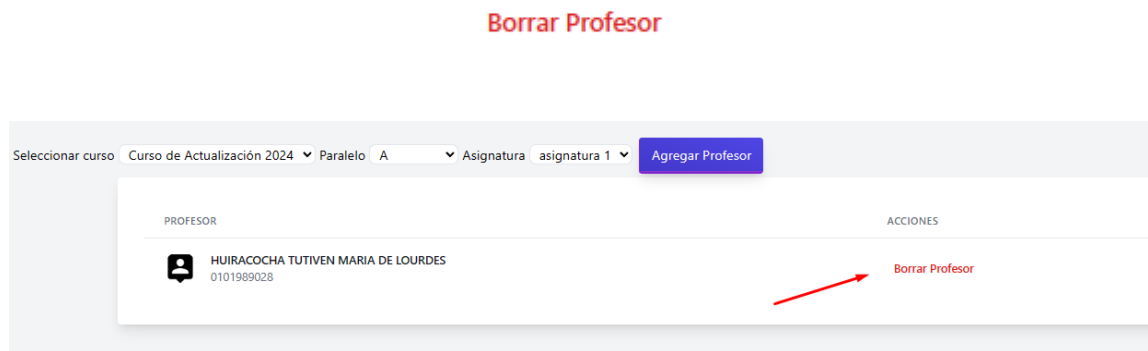 Borrar Profesor
Seleccionar curso Curso de Actualización 2024 Paralelo A Asignatura asignatura 1 Agregar Profesor
PROFESOR ACCIONES
HUIRACOCHA TUTIVEN MARIA DE LOURDES
0101989028
Borrar Profesor